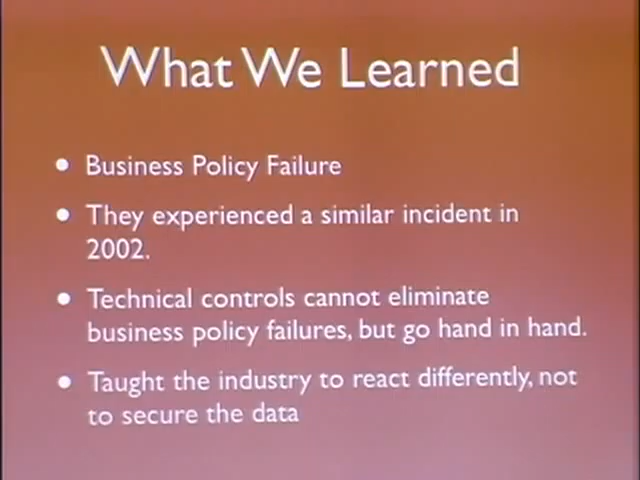 What We Learned
Business Policy Failure
They experienced a similar incident in
2002.
Technical controls cannot eliminate
business policy failures, but go hand in hand.
Taught the industry to react differently, not
to secure the data